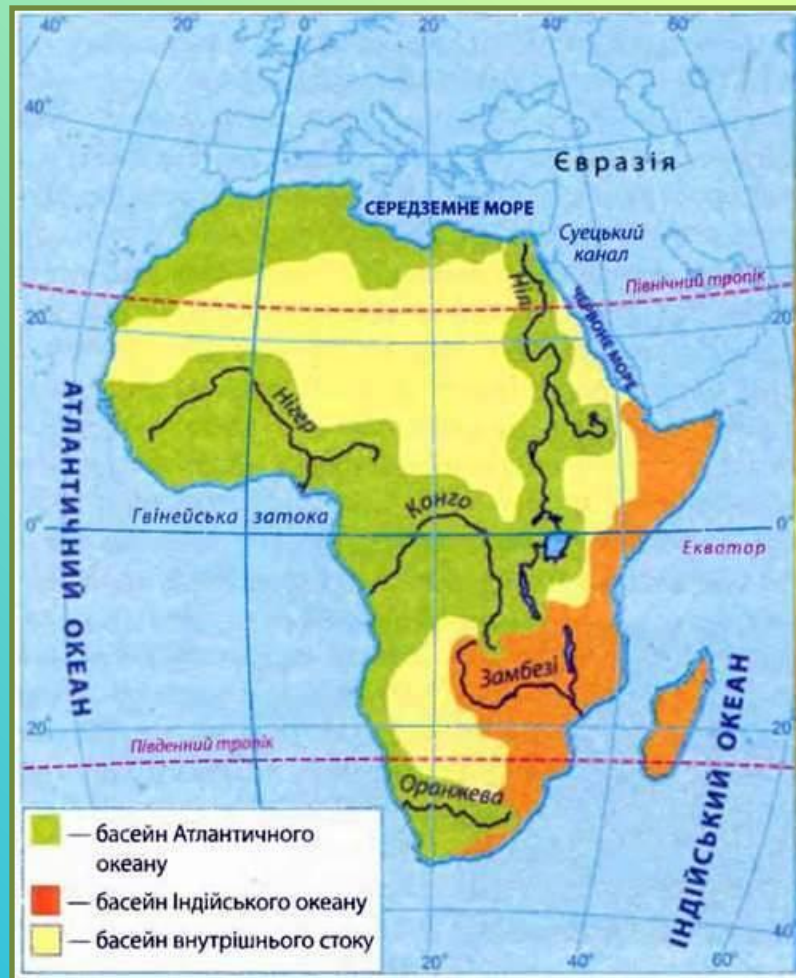 40°
20°
0°
20°
40°
60°
40°
40°
Євразія
СЕРЕДЗЕМНЕ МОРЕ
Суецький
канал
Північний тропік
Ніл
ЧЕРВОНЕ МОРЕ
20°
20°
АТЛАНТИЧНИЙ ОКЕАН
Нігер
Конго
Гвінейська затока
0°
0°
Екватор
Замбезі
ІНДІЙСЬКИЙ ОКЕАН
20°
20°
Південний тропік
Оранжева
— басейн Атлантичного
океану
— басейн Індійського океану
— басейн внутрішнього стоку
20°
40°
60°